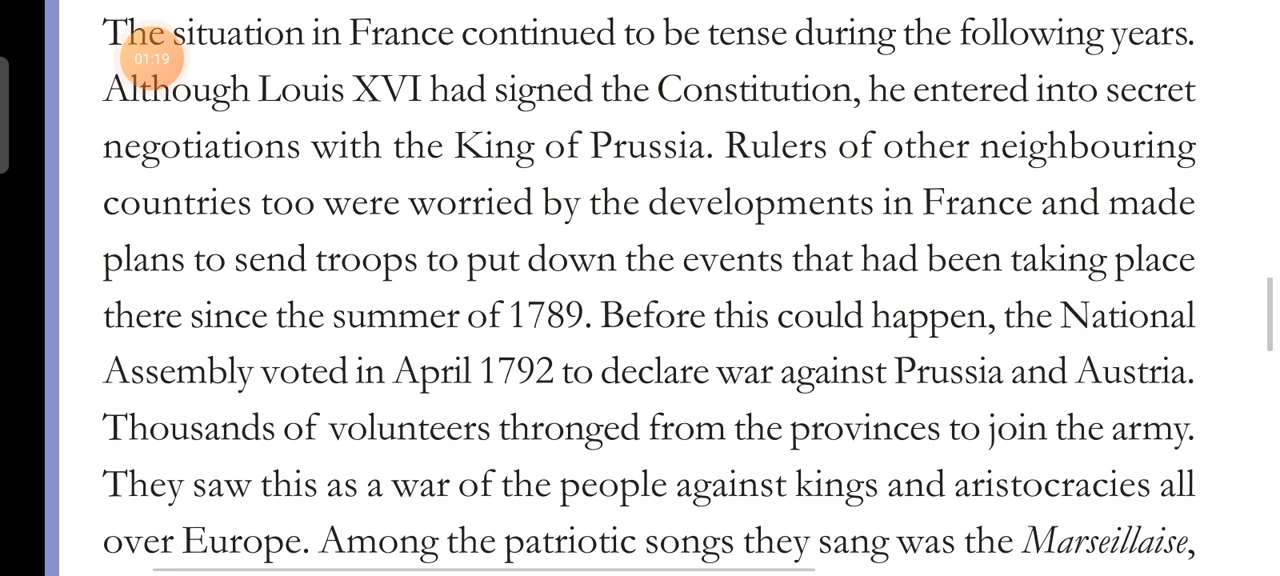 The situation in France continued to be tense during the following years.
01:19
Although Louis XVI had signed the Constitution, he entered into secret
negotiations with the King of Prussia. Rulers of other neighbouring
countries too were worried by the developments in France and made
plans to send troops to put down the events that had been taking place
there since the summer of 1789. Before this could happen, the National
Assembly voted in April 1792 to declare war against Prussia and Austria.
Thousands of volunteers thronged from the provinces to join the army.
They saw this as a war of the people against kings and aristocracies all
over Europe. Among the patriotic songs they sang was the Marseillaise,